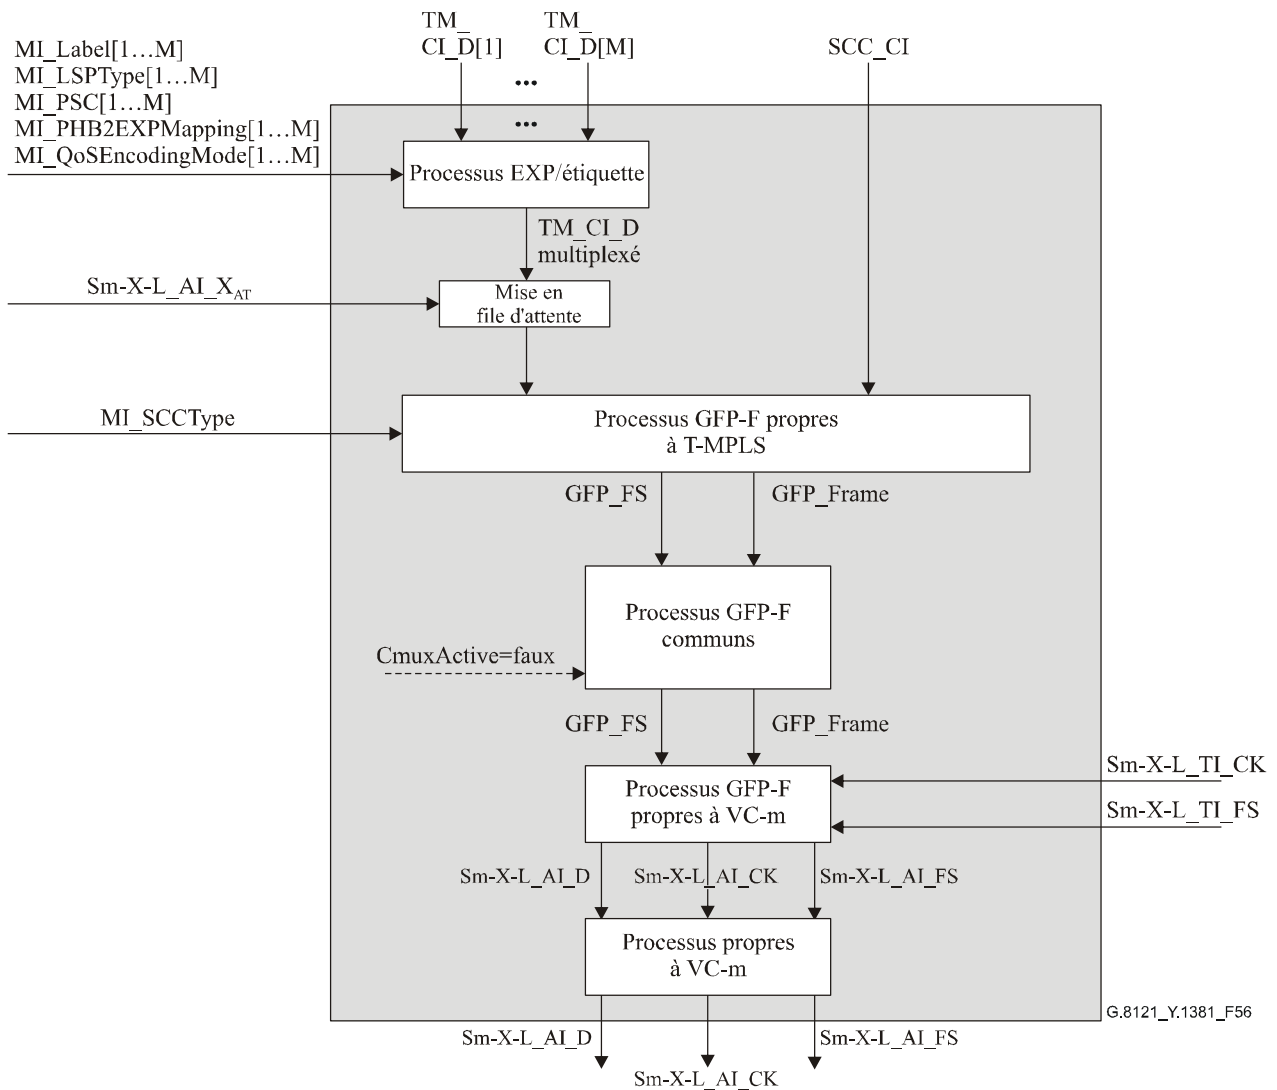 TM_
CI_D[1]
TM_
CI_D[M]
SCC_CI
MI_Label[1…M]
MI_LSPType[1…M]
MI_PSC[1…M]
MI_PHB2EXPMapping[1…M]
MI_QoSEncodingMode[1…M]
...
...
Processus EXP/étiquette
TM_CI_D
multiplexé
Sm-X-L_AI_X_AT
Mise en
file d'attente
MI_SCCType
Processus GFP-F propres
à T-MPLS
GFP_FS
GFP_Frame
Processus GFP-F
communs
CmuxActive=faux
GFP_FS
GFP_Frame
Sm-X-L_TI_CK
Processus GFP-F
propres à VC-m
Sm-X-L_TI_FS
Sm-X-L_AI_D
Sm-X-L_AI_CK
Sm-X-L_AI_FS
Processus propres
à VC-m
G.8121_Y.1381_F56
Sm-X-L_AI_D
Sm-X-L_AI_FS
Sm-X-L_AI_CK